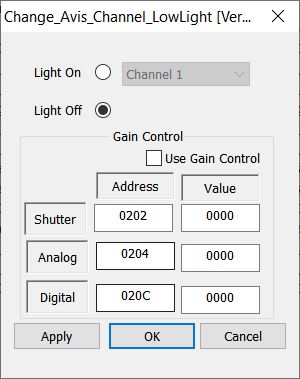 Change_Avis_Channel_LowLight [Ver...
Light On Channel 1
Light Off
Gain Control
Use Gain Control
Address Value
Shutter 0202 0000
Analog 0204 0000
Digital 020C 0000
Apply OK Cancel